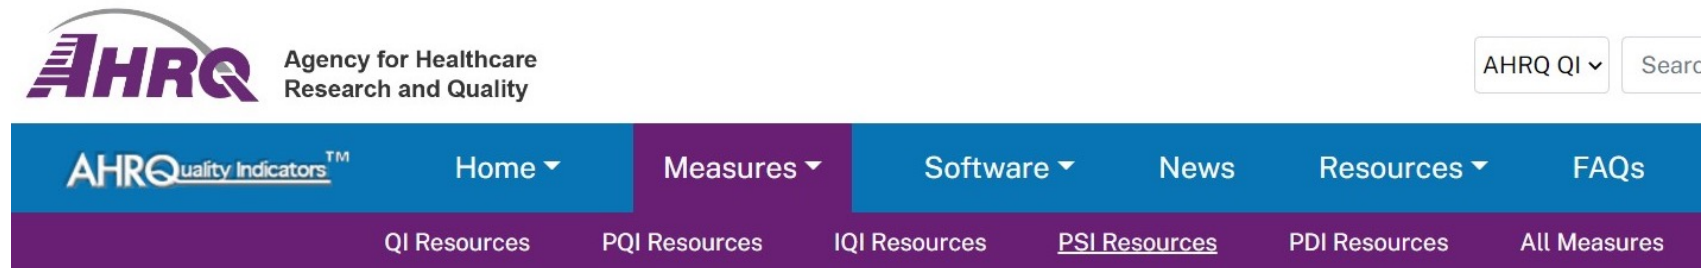 AHRQ
Agency for Healthcare
Research and Quality
AHRQ QI
Searc
AHRQuality Indicators™ Home Measures Software News Resources FAQs
QI Resources PQI Resources IQI Resources PSI Resources PDI Resources All Measures